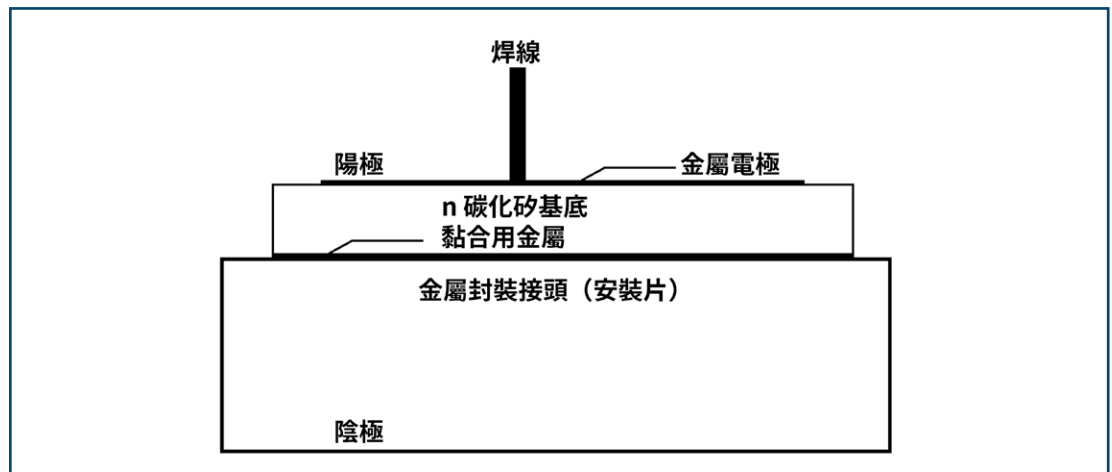 焊線
陽極
金屬電極
n 碳化矽基底
黏合用金屬
金屬封裝接頭（安裝片）
陰極